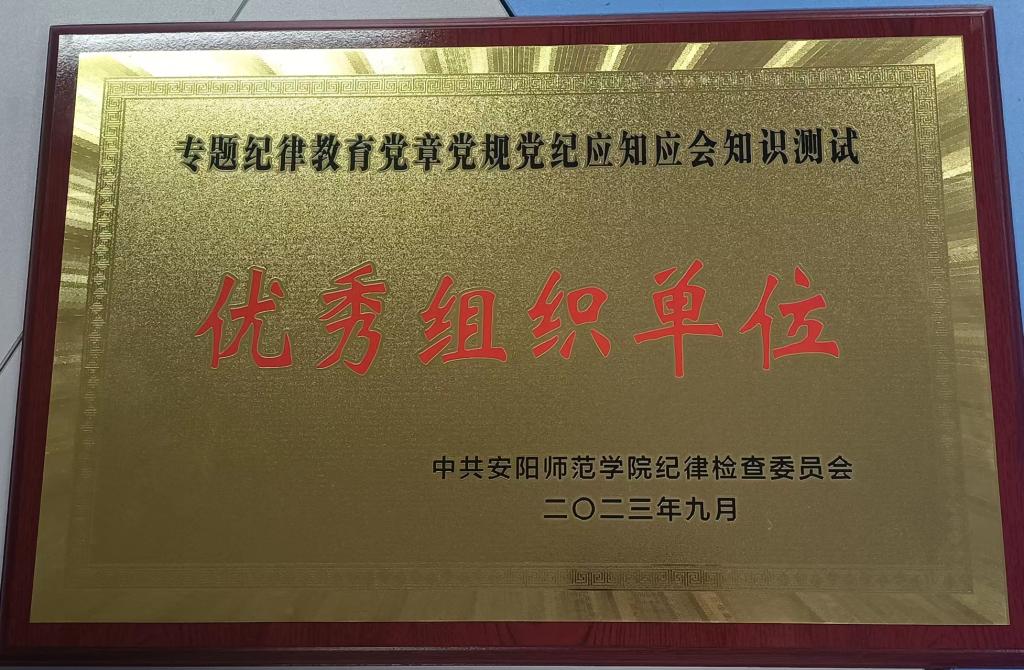 专题纪律教育党章党规党纪应知应会知识测试
优秀组织单位
中共安阳师范学院纪律检查委员会
二〇二三年九月